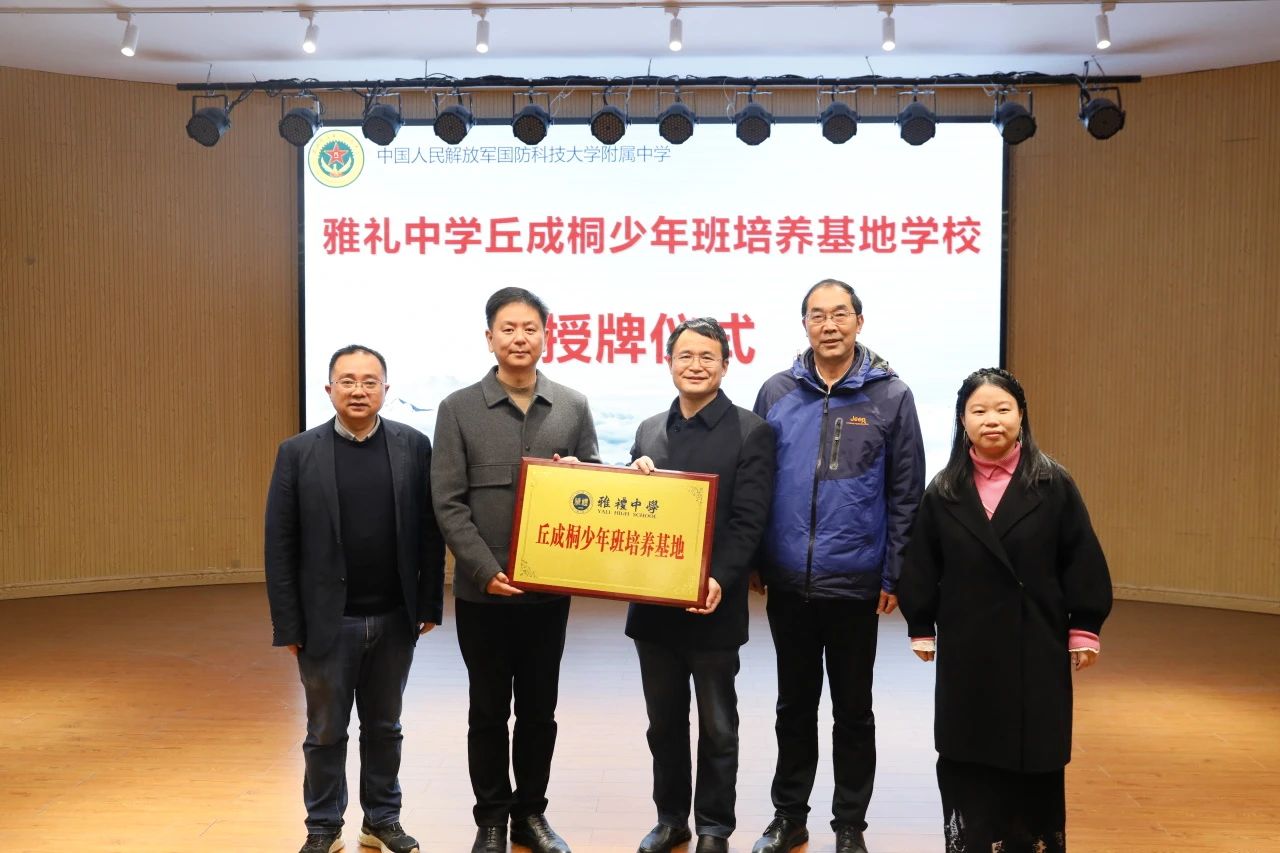 中国人民解放军国防科技大学附属中学
雅礼中学丘成桐少年班培养基地学校
授牌仪式
Jeep
雅禮中學
YALI HIGH SCHOOL
丘成桐少年班培养基地